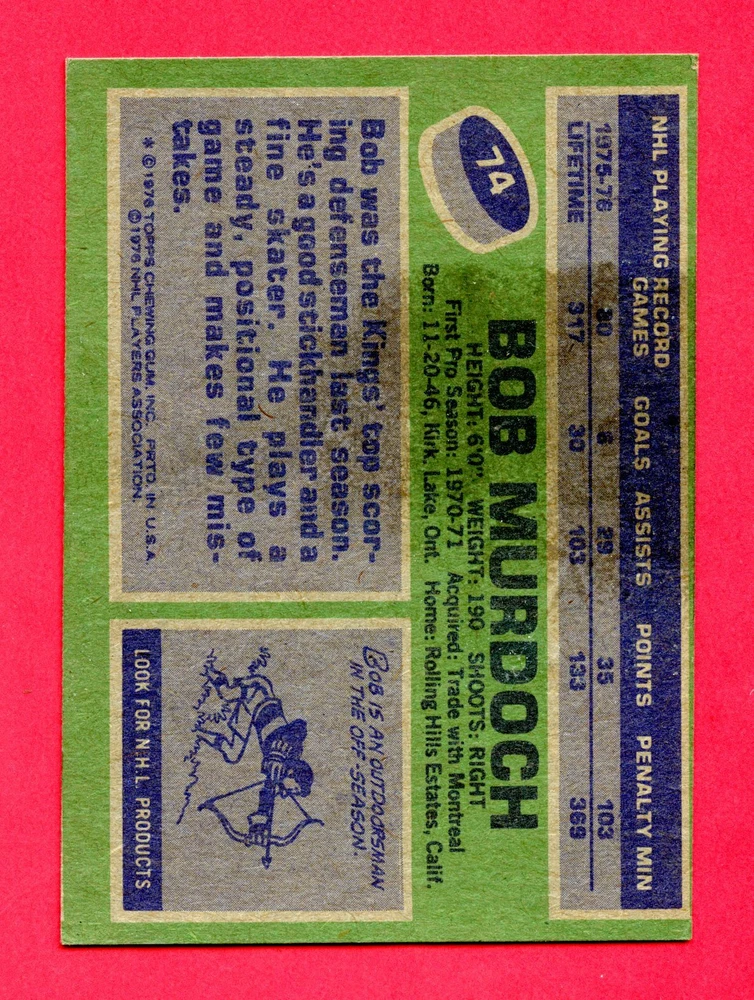 NHL PLAYING RECORD
GAMES GOALS ASSISTS POINTS PENALTY MIN
1975-76 80 6 29 35 103
LIFETIME 317 30 103 133 369
74
BOB MURDOCH
HEIGHT: 6'0" WEIGHT: 190 SHOOTS: RIGHT
First Pro Season: 1970-71 Acquired: Trade with Montreal
Born: 11-20-46, Kirk. Lake, Ont. Home: Rolling Hills Estates, Calif.
Bob was the Kings' top scor-
ing defenseman last season.
He's a good stickhandler and a
fine skater. He plays a
steady, positional type of
game and makes few mis-
takes.
* © 1976 TOPPS CHEWING GUM, INC. PRTD. IN U.S.A.
© 1976 NHL PLAYERS ASSOCIATION.
BOB IS AN OUTDOORSMAN
IN THE OFF-SEASON.
LOOK FOR N.H.L. PRODUCTS